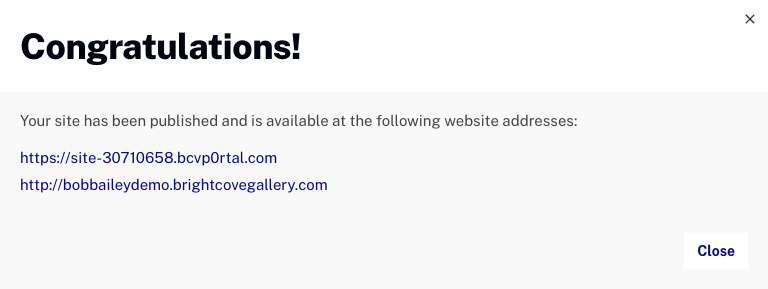 Congratulations!
Your site has been published and is available at the following website addresses:
https://site-30710658.bcvp0rtal.com
http://bobbaileydemo.brightcovegallery.com
Close